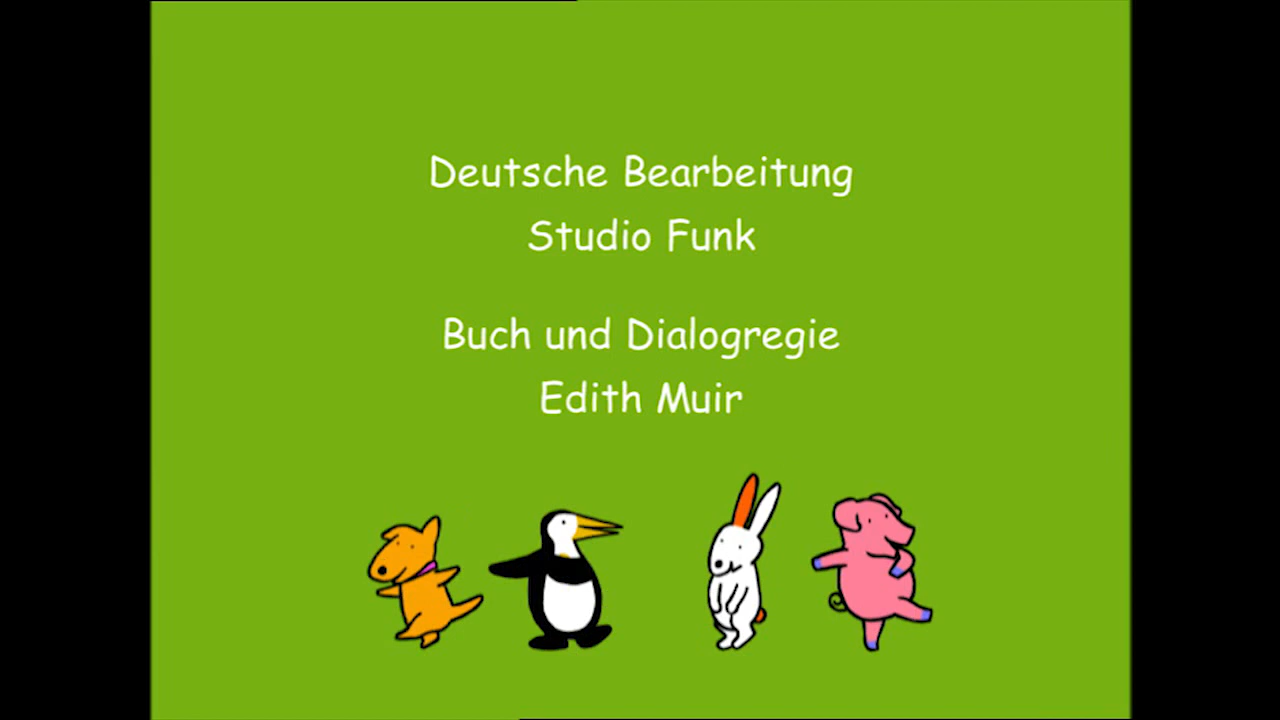 Deutsche Bearbeitung
Studio Funk
Buch und Dialogregie
Edith Muir